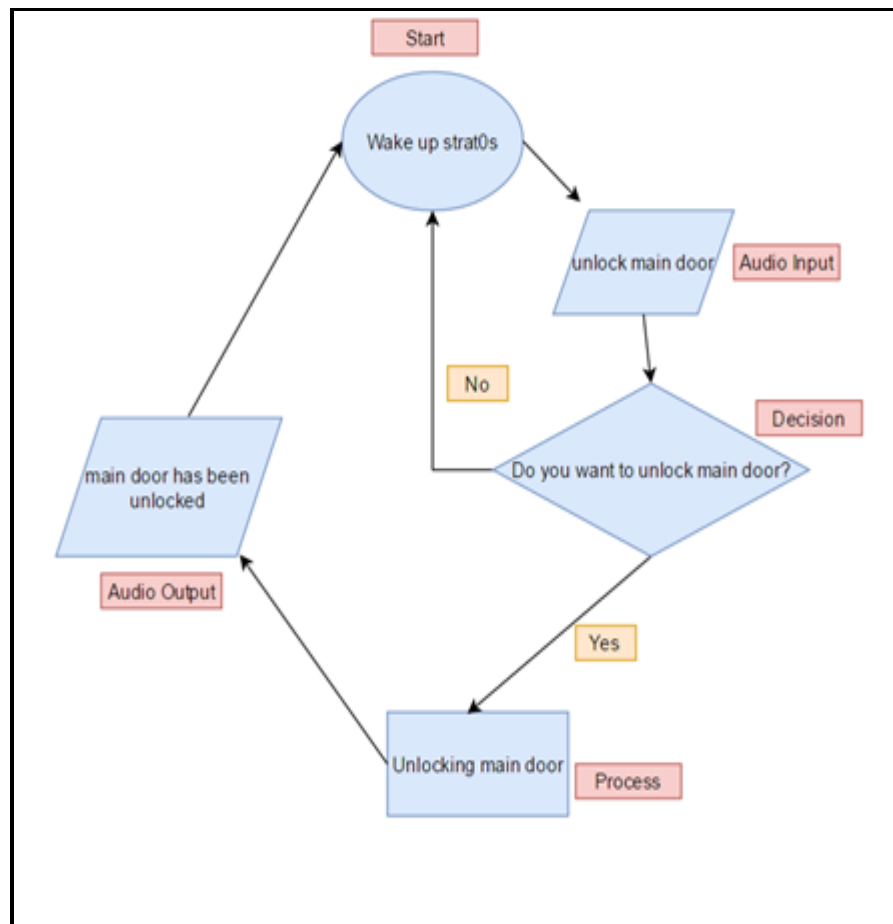 Start
Wake up strat0s
unlock main door
Audio Input
No
Decision
Do you want to unlock main door?
main door has been
unlocked
Audio Output
Yes
Unlocking main door
Process